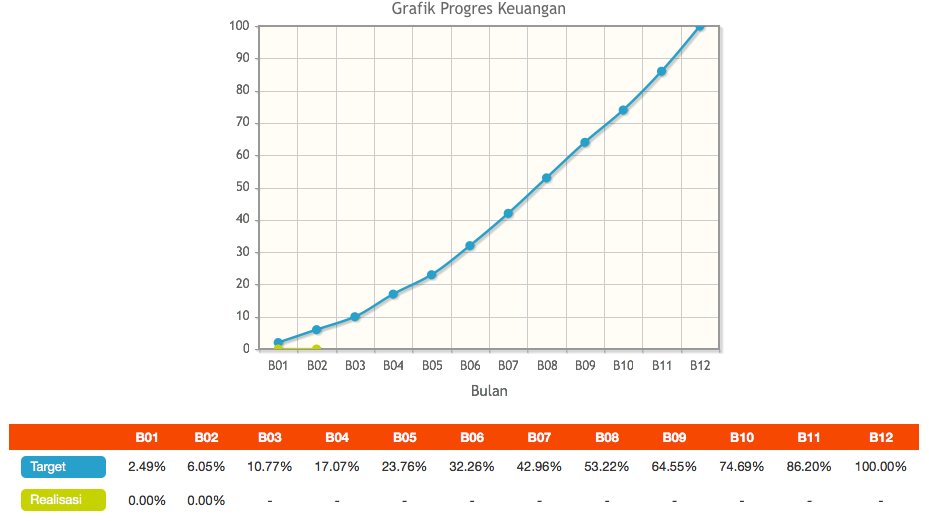 Grafik Progres Keuangan
100
90
80
70
60
50
40
30
20
10
0
B01 B02 B03 B04 B05 B06 B07 B08 B09 B10 B11 B12
Bulan
B01 B02 B03 B04 B05 B06 B07 B08 B09 B10 B11 B12
Target 2.49% 6.05% 10.77% 17.07% 23.76% 32.26% 42.96% 53.22% 64.55% 74.69% 86.20% 100.00%
Realisasi 0.00% 0.00% - - - - - - - - - -